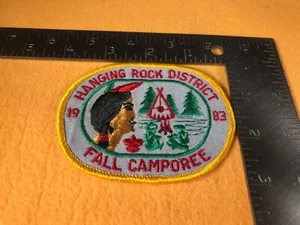 HANGING ROCK DISTRICT
19 83
FALL CAMPOREE